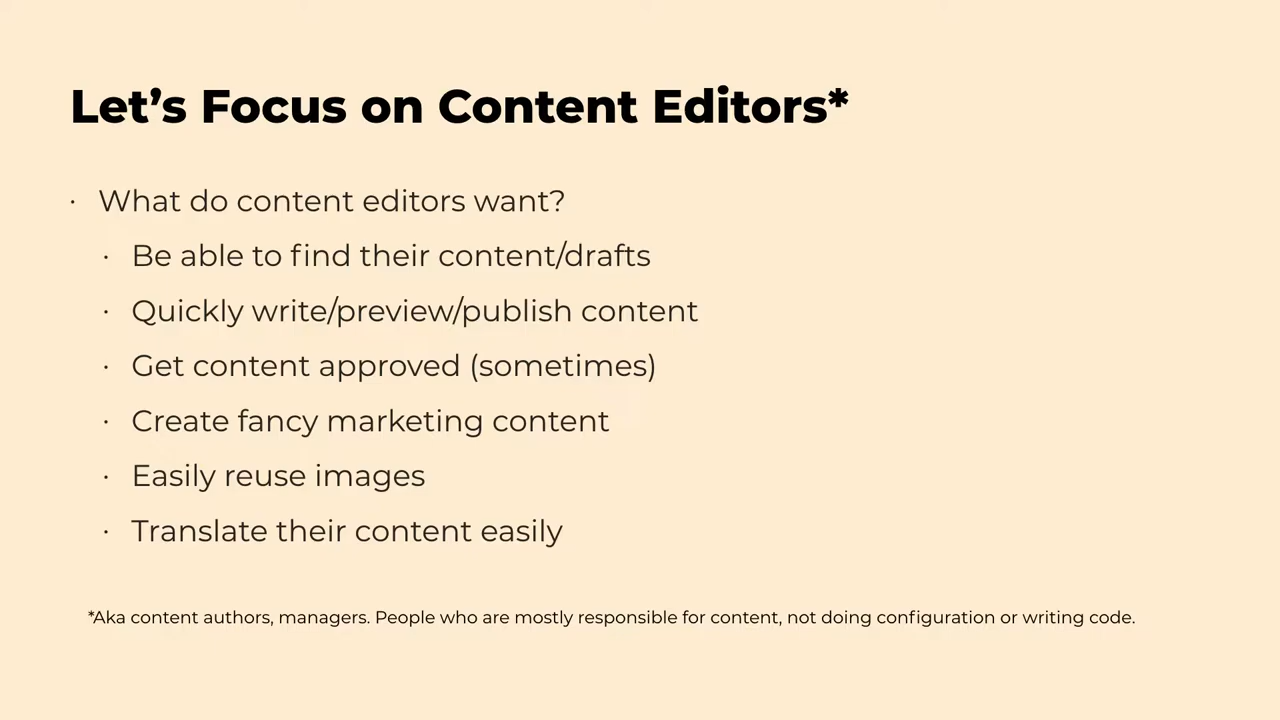 Let’s Focus on Content Editors*
· What do content editors want?
· Be able to find their content/drafts
· Quickly write/preview/publish content
· Get content approved (sometimes)
· Create fancy marketing content
· Easily reuse images
· Translate their content easily
*Aka content authors, managers. People who are mostly responsible for content, not doing configuration or writing code.